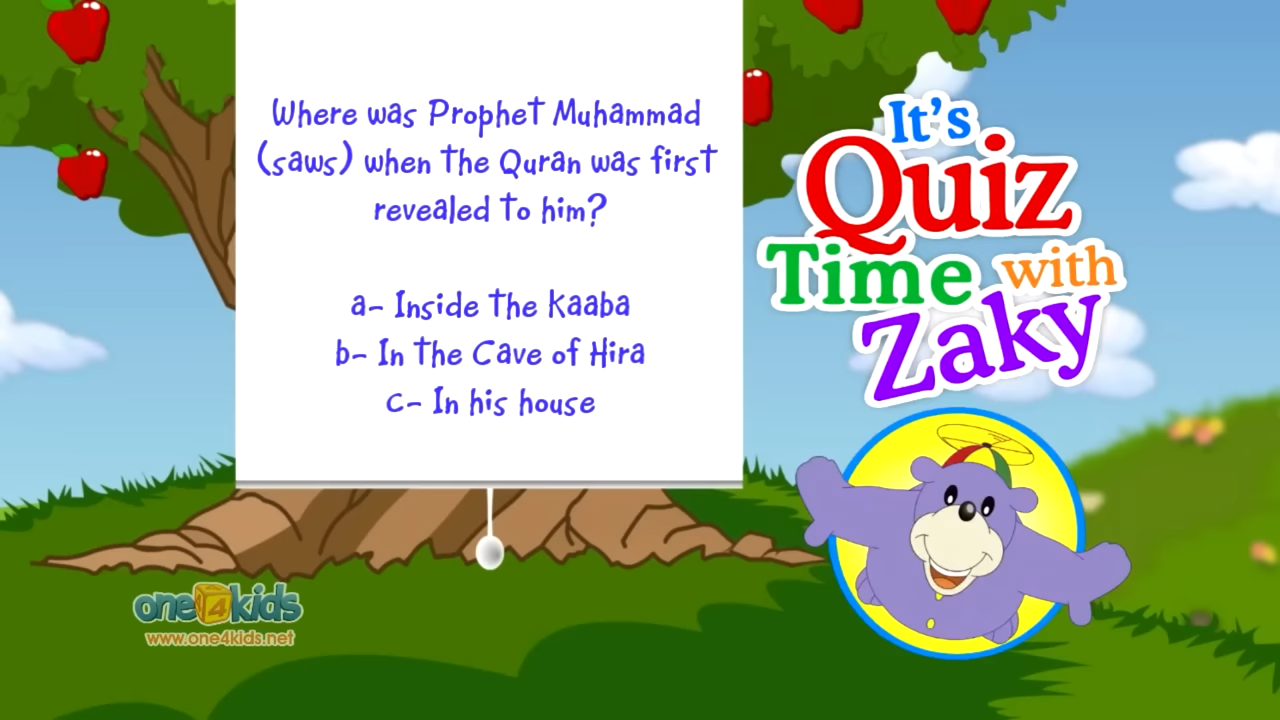 Where was Prophet Muhammad
(saws) when the Quran was first
revealed to him?
a- Inside the Kaaba
b- In the Cave of Hira
c- In his house
It's
Quiz
Time with
Zaky
one4kids
www.one4kids.net